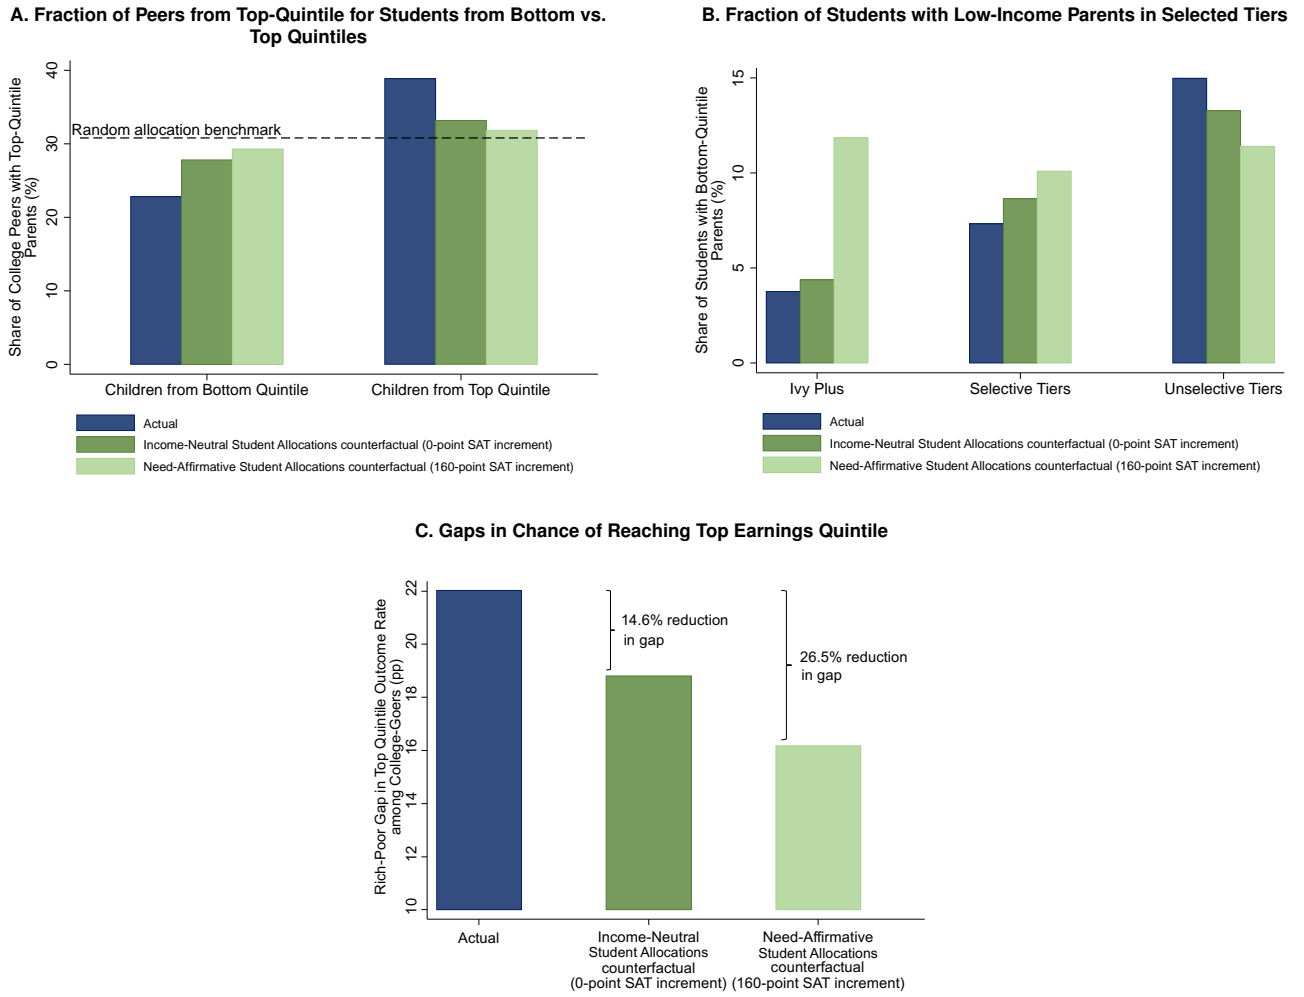 A. Fraction of Peers from Top-Quintile for Students from Bottom vs.
Top Quintiles
Share of College Peers with Top-Quintile
Parents (%)
40
30
20
10
0
Random allocation benchmark
Children from Bottom Quintile
Children from Top Quintile
Actual
Income-Neutral Student Allocations counterfactual (0-point SAT increment)
Need-Affirmative Student Allocations counterfactual (160-point SAT increment)
B. Fraction of Students with Low-Income Parents in Selected Tiers
Share of Students with Bottom-Quintile
Parents (%)
15
10
5
0
Ivy Plus
Selective Tiers
Unselective Tiers
Actual
Income-Neutral Student Allocations counterfactual (0-point SAT increment)
Need-Affirmative Student Allocations counterfactual (160-point SAT increment)
C. Gaps in Chance of Reaching Top Earnings Quintile
Rich-Poor Gap in Top Quintile Outcome Rate
among College-Goers (pp)
22
20
18
16
14
12
10
14.6% reduction
in gap
26.5% reduction
in gap
Actual
Income-Neutral
Student Allocations
counterfactual
(0-point SAT increment)
Need-Affirmative
Student Allocations
counterfactual
(160-point SAT increment)